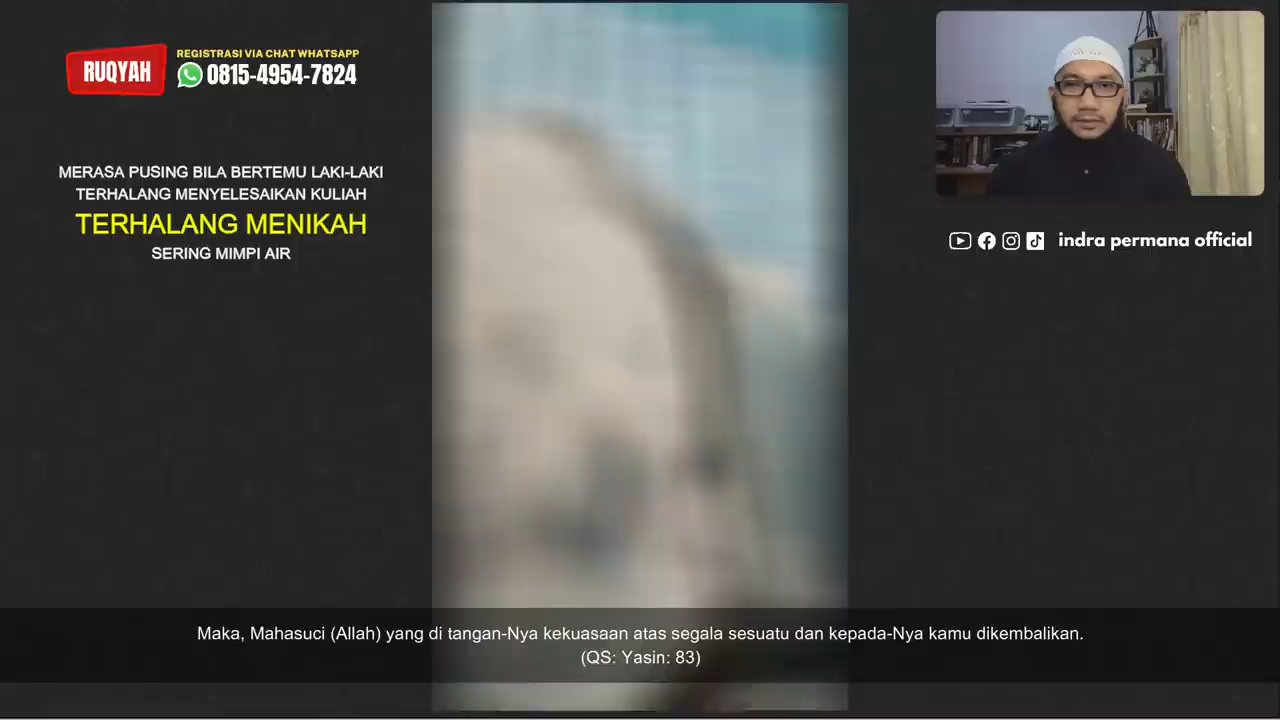 RUQYAH
REGISTRASI VIA CHAT WHATSAPP
0815-4954-7824
MERASA PUSING BILA BERTEMU LAKI-LAKI
TERHALANG MENYELESAIKAN KULIAH
TERHALANG MENIKAH
SERING MIMPI AIR
indra permana official
Maka, Mahasuci (Allah) yang di tangan-Nya kekuasaan atas segala sesuatu dan kepada-Nya kamu dikembalikan.
(QS: Yasin: 83)